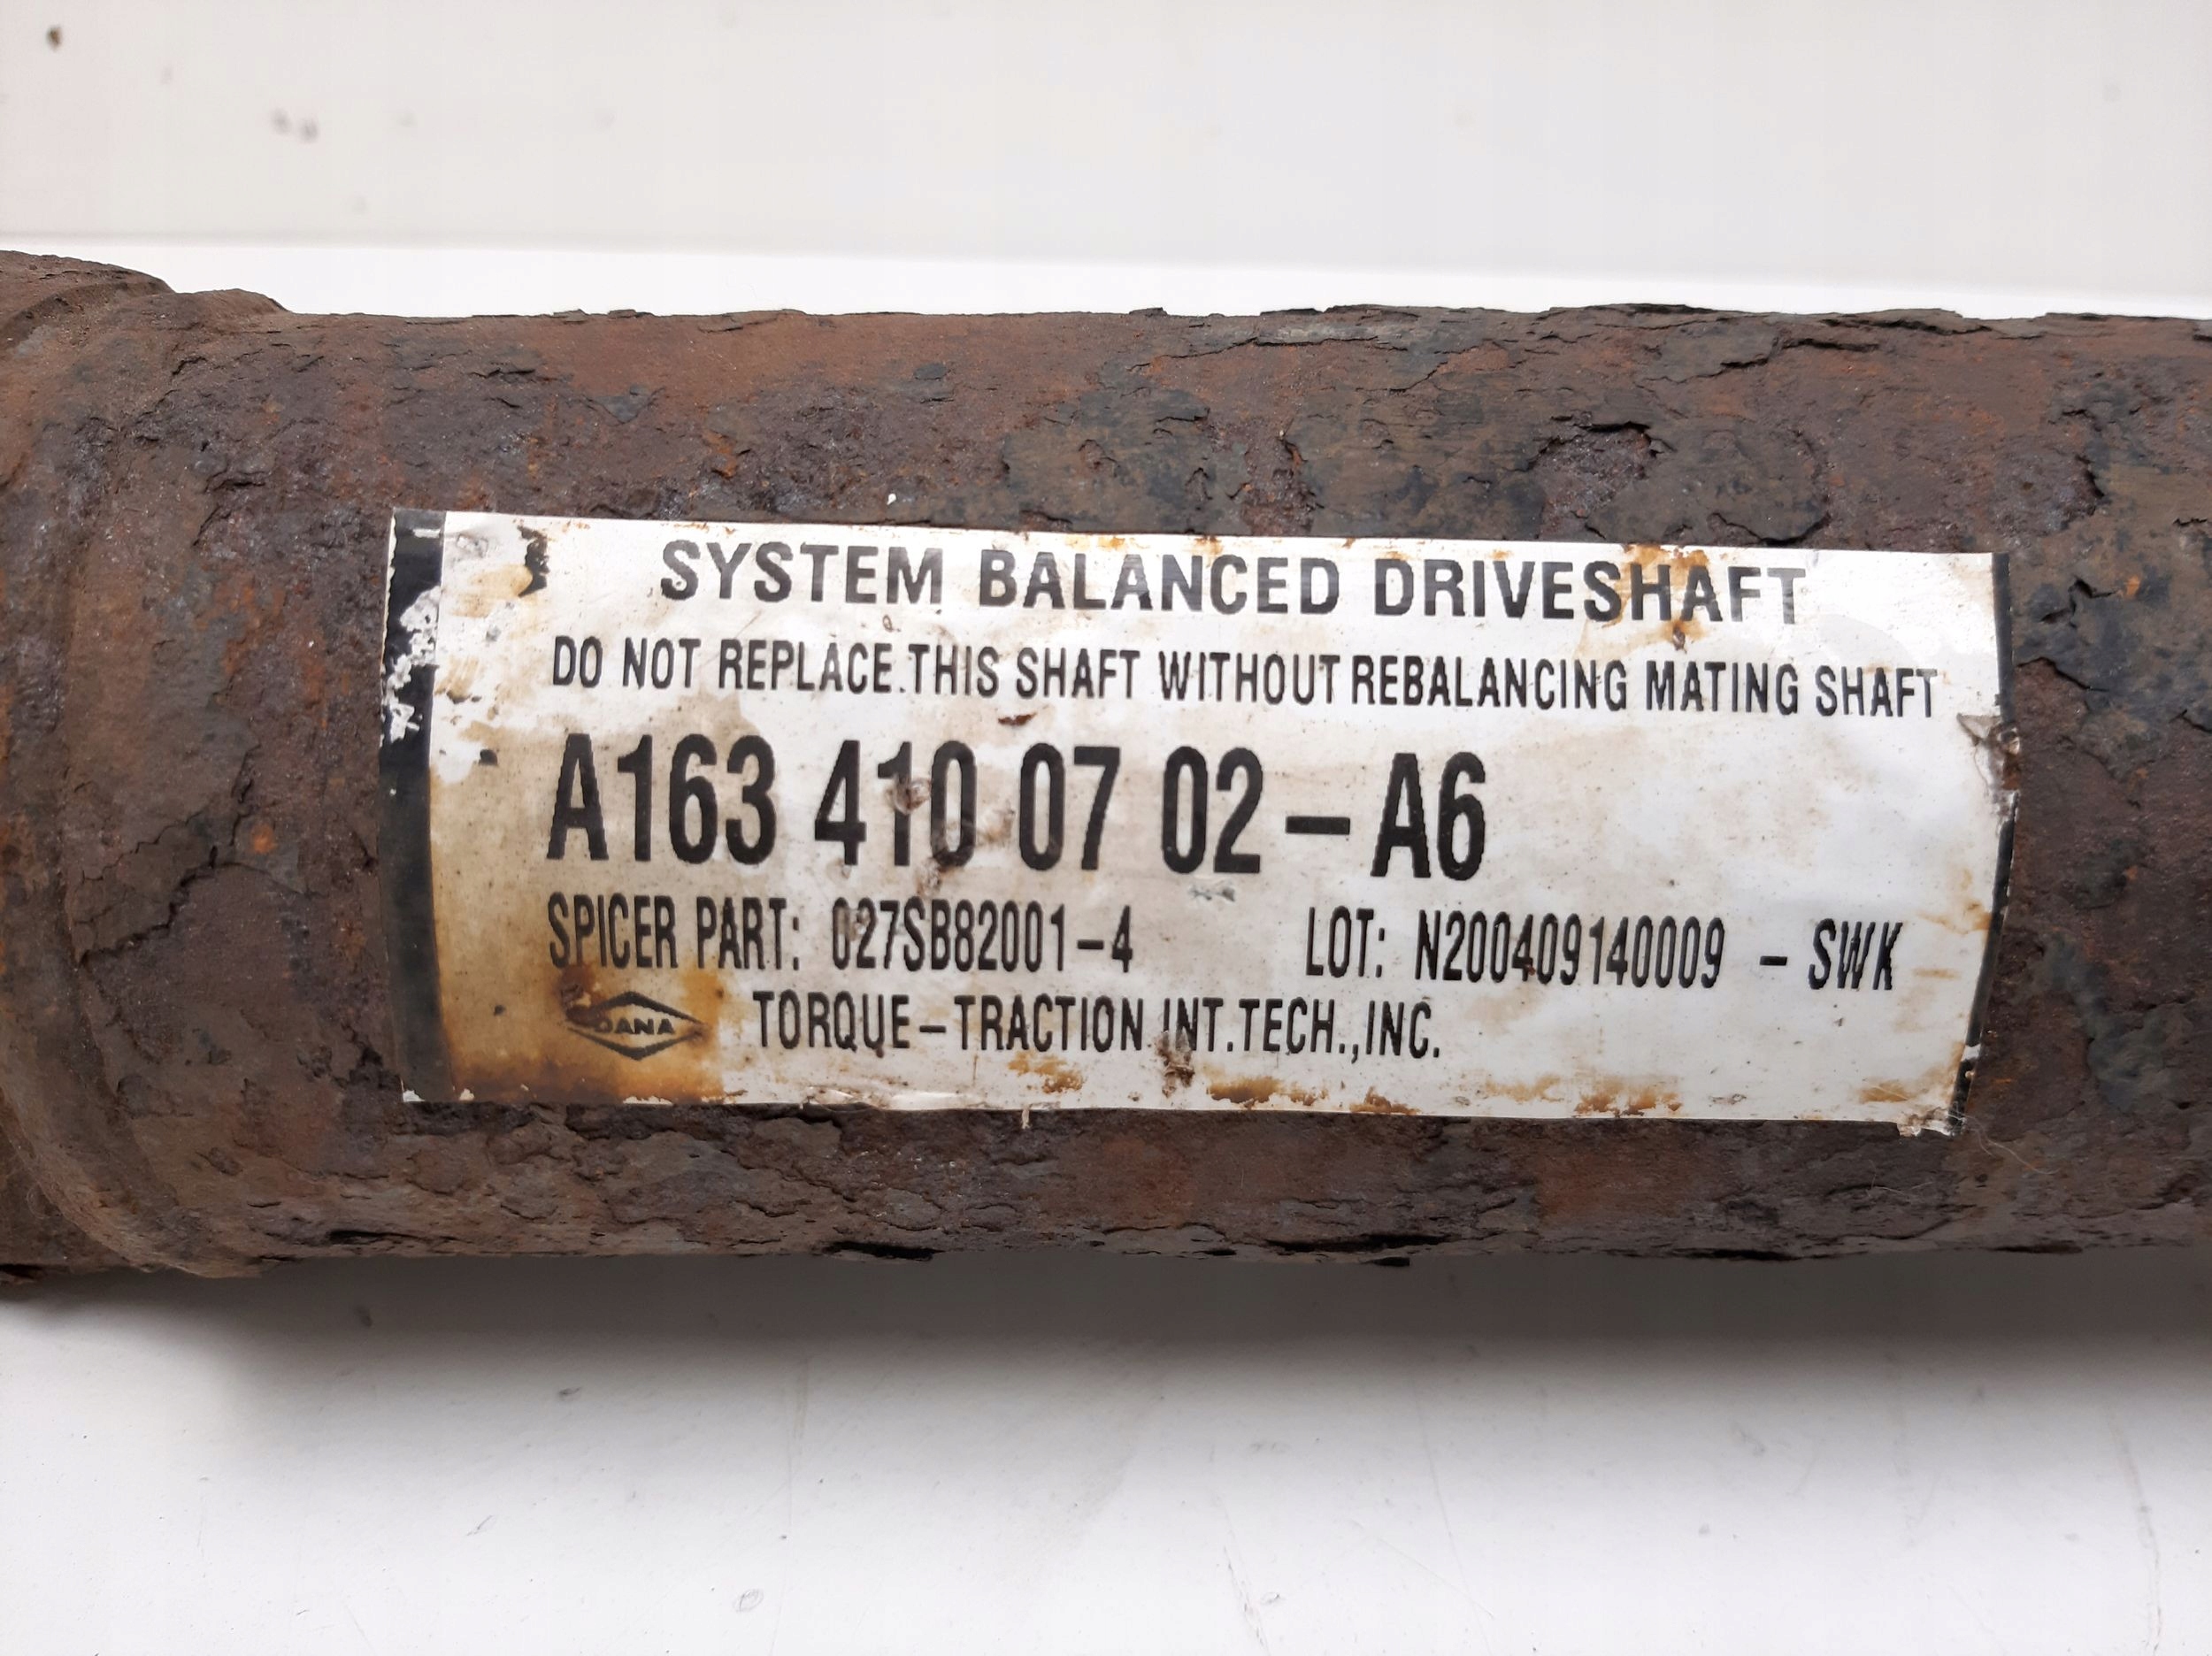 SYSTEM BALANCED DRIVESHAFT
DO NOT REPLACE THIS SHAFT WITHOUT REBALANCING MATING SHAFT
A163 410 07 02-A6
SPICER PART: 027SB82001-4 LOT: N200409140009 - SWK
DANA TORQUE-TRACTION INT.TECH.,INC.